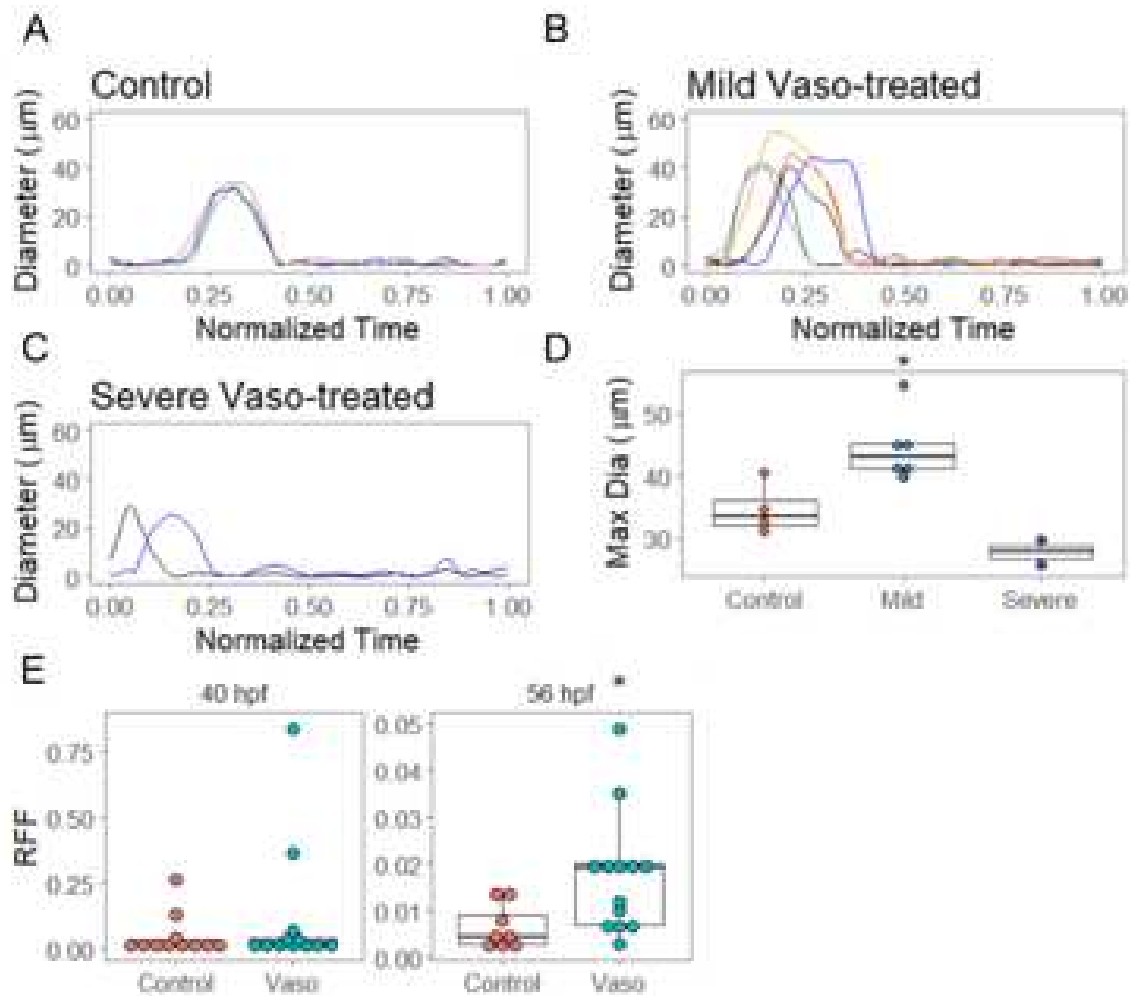 A
Control
Diameter (µm)
60
40
20
0
0.00 0.25 0.50 0.75 1.00
Normalized Time
B
Mild Vaso-treated
Diameter (µm)
60
40
20
0
0.00 0.25 0.50 0.75 1.00
Normalized Time
C
Severe Vaso-treated
Diameter (µm)
60
40
20
0
0.00 0.25 0.50 0.75 1.00
Normalized Time
D
*
Max Dia (µm)
50
40
30
Control Mild Severe
E
RFF
40 hpf
0.75
0.50
0.25
0.00
Control Vaso
56 hpf
*
0.05
0.04
0.03
0.02
0.01
0.00
Control Vaso